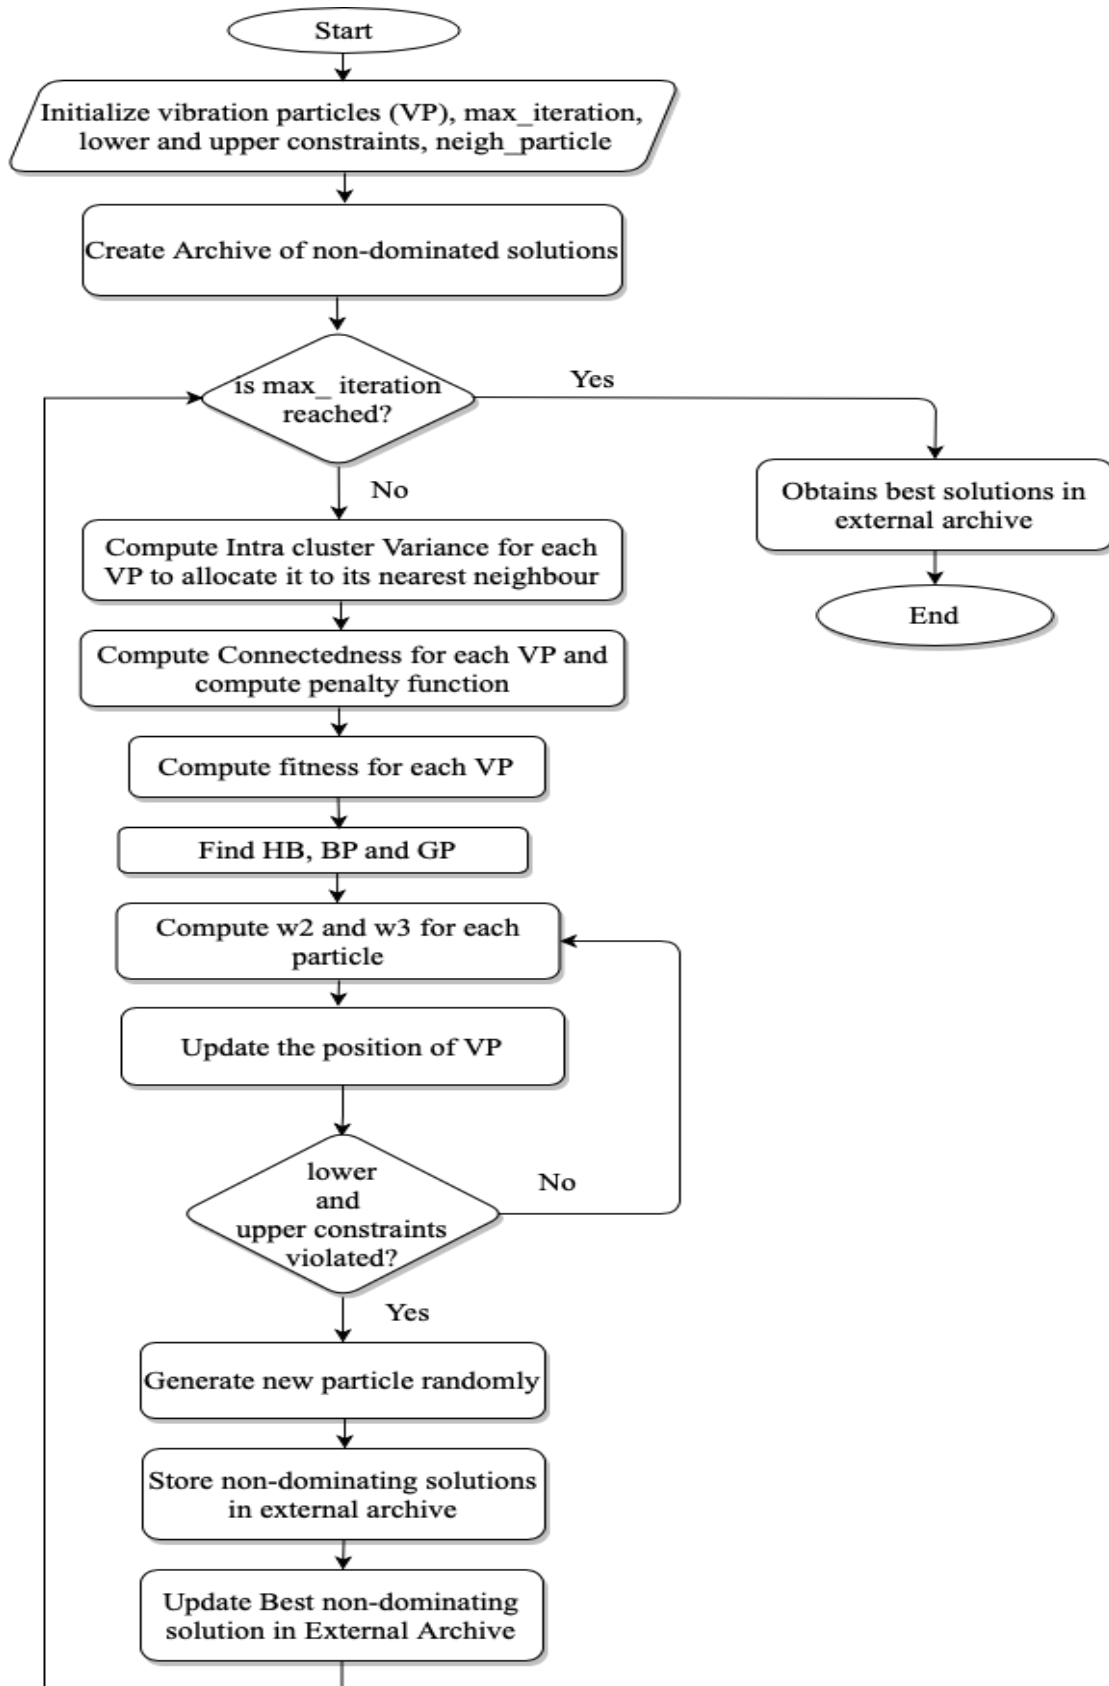 Start
Initialize vibration particles (VP), max_iteration,
lower and upper constraints, neigh_particle
Create Archive of non-dominated solutions
is max_ iteration
reached?
Yes
No
Obtains best solutions in
external archive
End
Compute Intra cluster Variance for each
VP to allocate it to its nearest neighbour
Compute Connectedness for each VP and
compute penalty function
Compute fitness for each VP
Find HB, BP and GP
Compute w2 and w3 for each
particle
Update the position of VP
lower
and
upper constraints
violated?
No
Yes
Generate new particle randomly
Store non-dominating solutions
in external archive
Update Best non-dominating
solution in External Archive